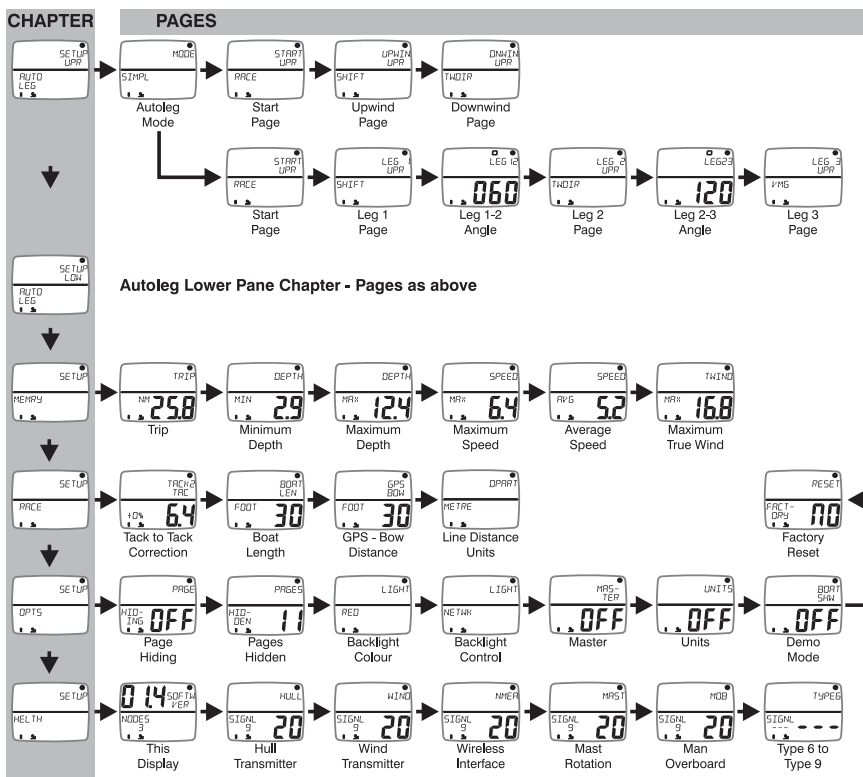 CHAPTER PAGES
SETUP UPR AUTO LEG
MODE SIMPL
START UPR RACE
UPWIN UPR SHIFT
DNWIN UPR TWDIR
Autoleg Mode
Start Page
Upwind Page
Downwind Page
START UPR RACE
LEG 1 UPR SHIFT
LEG 12 060
LEG 2 UPR TWDIR
LEG23 120
LEG 3 UPR VMG
Start Page
Leg 1 Page
Leg 1-2 Angle
Leg 2 Page
Leg 2-3 Angle
Leg 3 Page
SETUP LOW AUTO LEG
Autoleg Lower Pane Chapter - Pages as above
SETUP MEMRY
TRIP NM 25.8
DEPTH MIN 2.9
DEPTH MAX 12.4
SPEED MAX 6.4
SPEED AVG 5.2
TWIND MAX 16.8
Trip
Minimum Depth
Maximum Depth
Maximum Speed
Average Speed
Maximum True Wind
SETUP RACE
TACK2 TAC +0% 6.4
BOAT LEN FOOT 30
GPS BOW FOOT 30
DPART METRE
RESET FACT- ORY NO
Tack to Tack Correction
Boat Length
GPS - Bow Distance
Line Distance Units
Factory Reset
SETUP OPTS
PAGE HID- ING OFF
PAGES HID- DEN 11
LIGHT RED
LIGHT NETWK
MAS- TER OFF
UNITS OFF
BOAT SHW OFF
Page Hiding
Pages Hidden
Backlight Colour
Backlight Control
Master
Units
Demo Mode
SETUP HELTH
01.4 SOFTW VER NODES 3
HULL SIGNL 9 20
WIND SIGNL 9 20
NMEA SIGNL 9 20
MAST SIGNL 9 20
MOB SIGNL 9 20
TYPE6 SIGNL --- ---
This Display
Hull Transmitter
Wind Transmitter
Wireless Interface
Mast Rotation
Man Overboard
Type 6 to Type 9